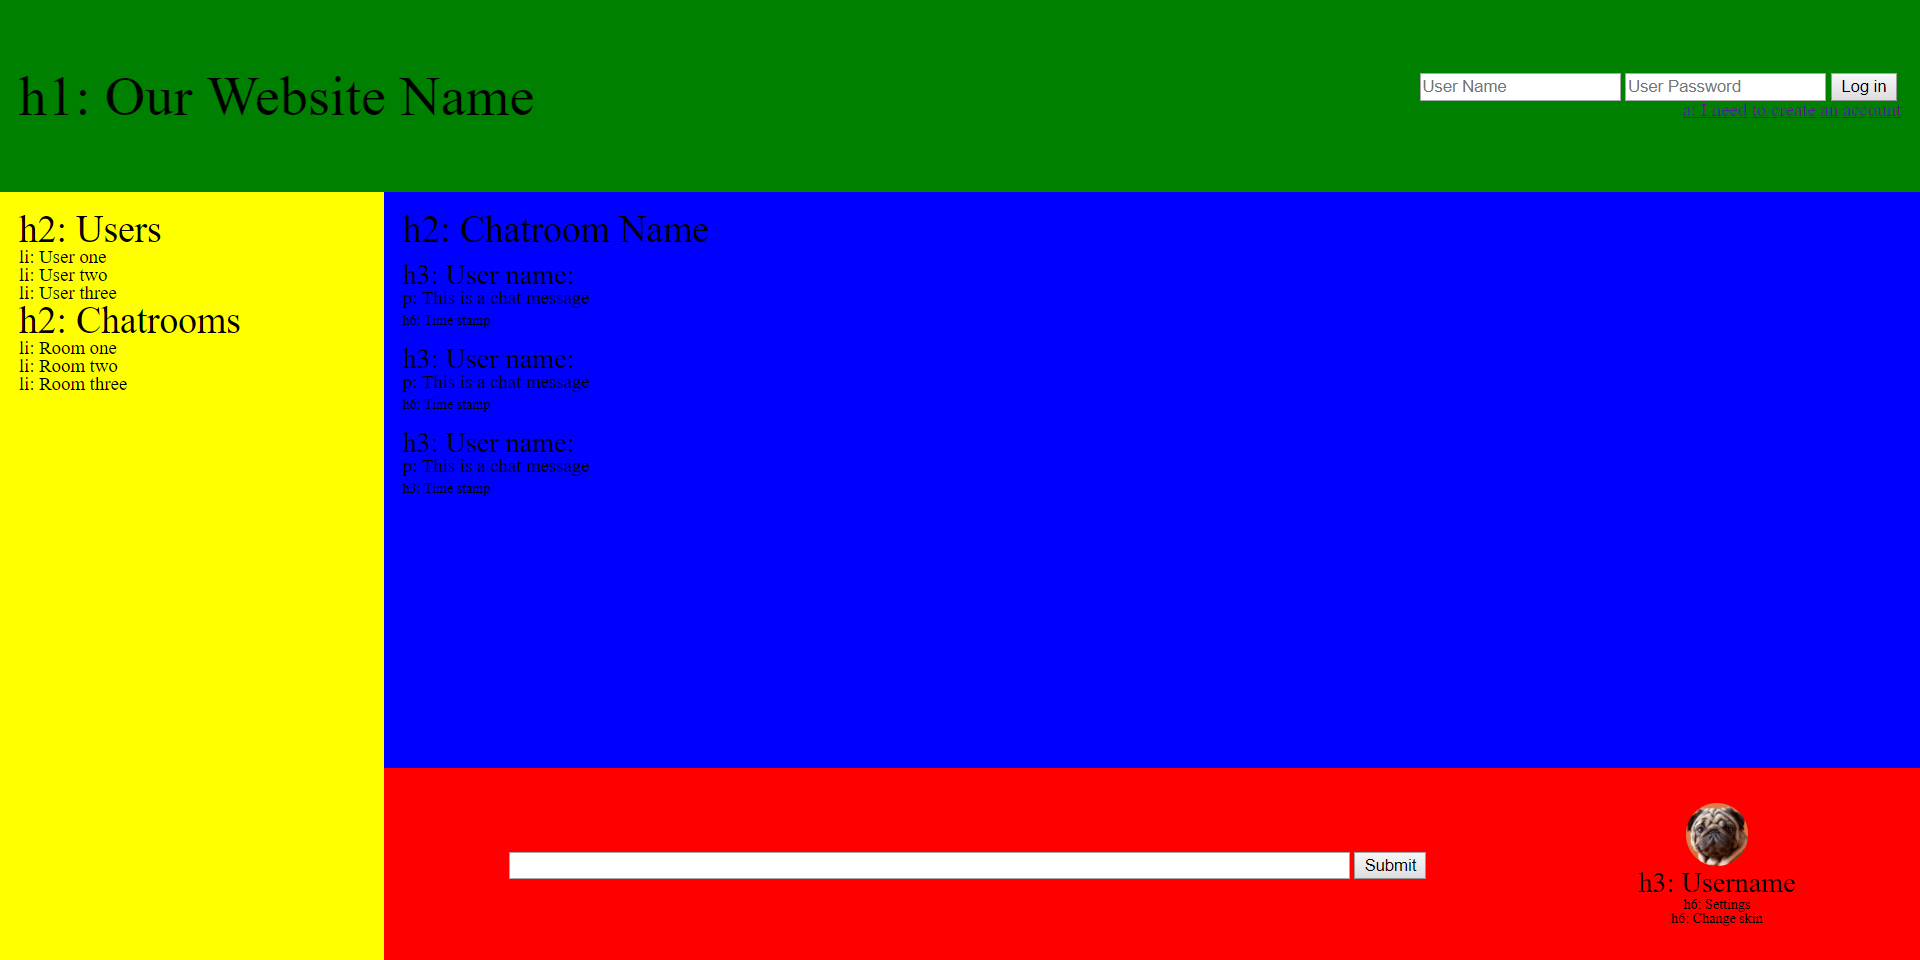 h1: Our Website Name
User Name User Password Log in
a: I need to create an account
h2: Users
li: User one
li: User two
li: User three
h2: Chatrooms
li: Room one
li: Room two
li: Room three
h2: Chatroom Name
h3: User name:
p: This is a chat message
h6: Time stamp
h3: User name:
p: This is a chat message
h6: Time stamp
h3: User name:
p: This is a chat message
h3: Time stamp
Submit
h3: Username
h6: Settings
h6: Change skin